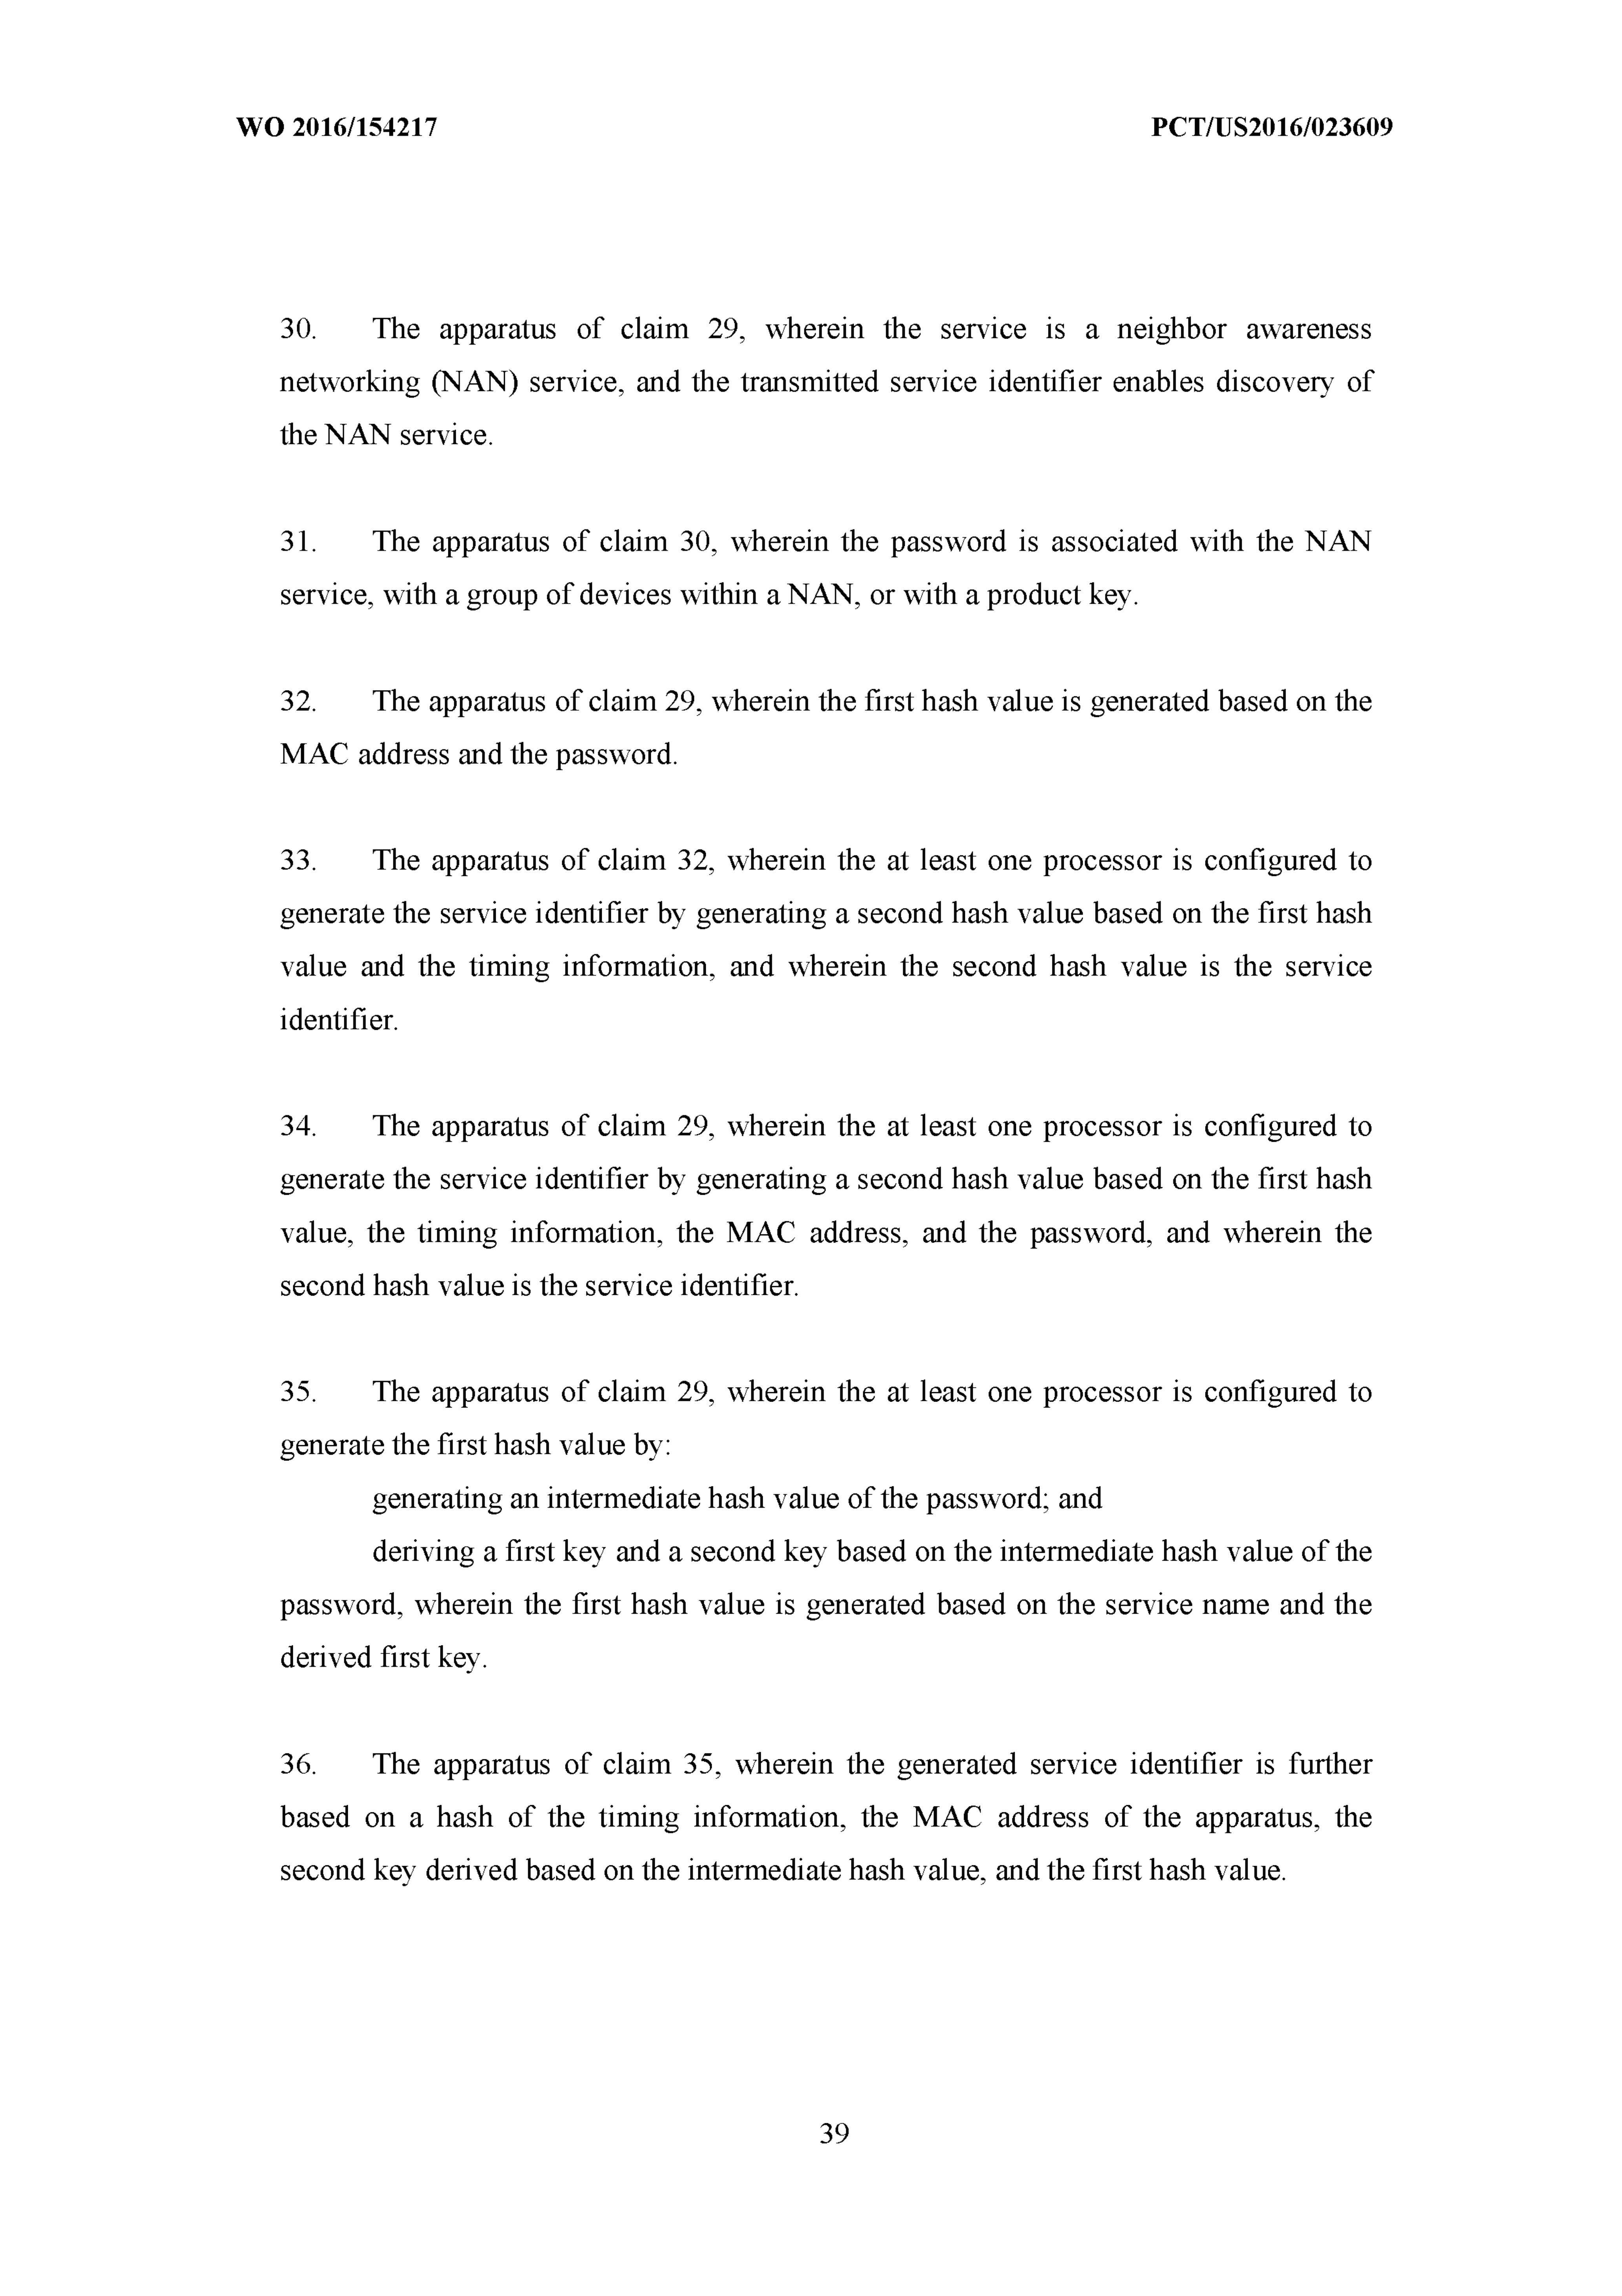 WO 2016/154217
PCT/US2016/023609
30. The apparatus of claim 29, wherein the service is a neighbor awareness
networking (NAN) service, and the transmitted service identifier enables discovery of
the NAN service.
31. The apparatus of claim 30, wherein the password is associated with the NAN
service, with a group of devices within a NAN, or with a product key.
32. The apparatus of claim 29, wherein the first hash value is generated based on the
MAC address and the password.
33. The apparatus of claim 32, wherein the at least one processor is configured to
generate the service identifier by generating a second hash value based on the first hash
value and the timing information, and wherein the second hash value is the service
identifier.
34. The apparatus of claim 29, wherein the at least one processor is configured to
generate the service identifier by generating a second hash value based on the first hash
value, the timing information, the MAC address, and the password, and wherein the
second hash value is the service identifier.
35. The apparatus of claim 29, wherein the at least one processor is configured to
generate the first hash value by:
generating an intermediate hash value of the password; and
deriving a first key and a second key based on the intermediate hash value of the
password, wherein the first hash value is generated based on the service name and the
derived first key.
36. The apparatus of claim 35, wherein the generated service identifier is further
based on a hash of the timing information, the MAC address of the apparatus, the
second key derived based on the intermediate hash value, and the first hash value.
39